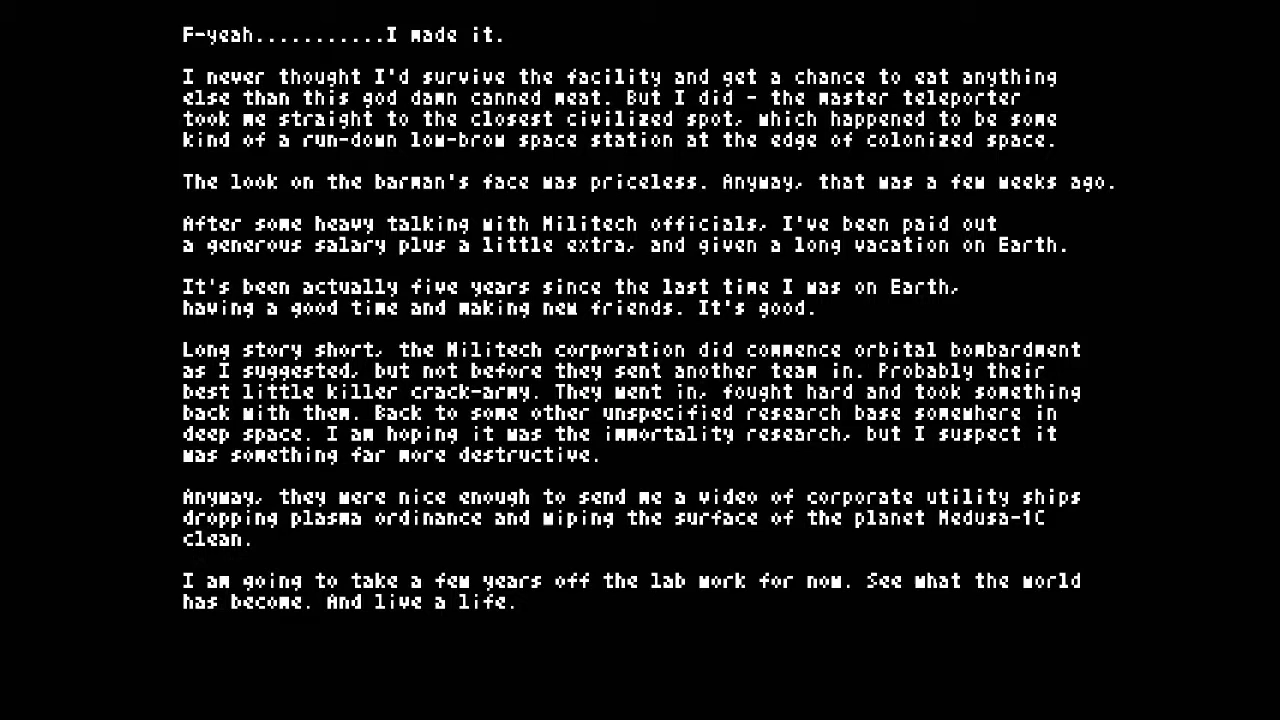 F-yeah...........I made it.
I never thought I'd survive the facility and get a chance to eat anything
else than this god damn canned meat. But I did - the master teleporter
took me straight to the closest civilized spot, which happened to be some
kind of a run-down low-brow space station at the edge of colonized space.
The look on the barman's face was priceless. Anyway, that was a few weeks ago.
After some heavy talking with Militech officials, I've been paid out
a generous salary plus a little extra, and given a long vacation on Earth.
It's been actually five years since the last time I was on Earth,
having a good time and making new friends. It's good.
Long story short, the Militech corporation did commence orbital bombardment
as I suggested, but not before they sent another team in. Probably their
best little killer crack-army. They went in, fought hard and took something
back with them. Back to some other unspecified research base somewhere in
deep space. I am hoping it was the immortality research, but I suspect it
was something far more destructive.
Anyway, they were nice enough to send me a video of corporate utility ships
dropping plasma ordinance and wiping the surface of the planet Medusa-1C
clean.
I am going to take a few years off the lab work for now. See what the world
has become. And live a life.